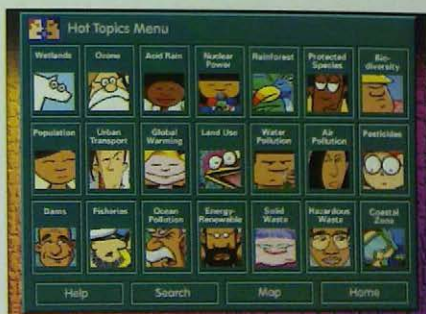 Hot Topics Menu
Wetlands
Ozone
Acid Rain
Nuclear
Power
Rainforest
Protected
Species
Bio-
diversity
Population
Urban
Transport
Global
Warming
Land Use
Water
Pollution
Air
Pollution
Pesticides
Dams
Fisheries
Ocean
Pollution
Energy-
Renewable
Solid
Waste
Hazardous
Waste
Coastal
Zone
Help
Search
Map
Home